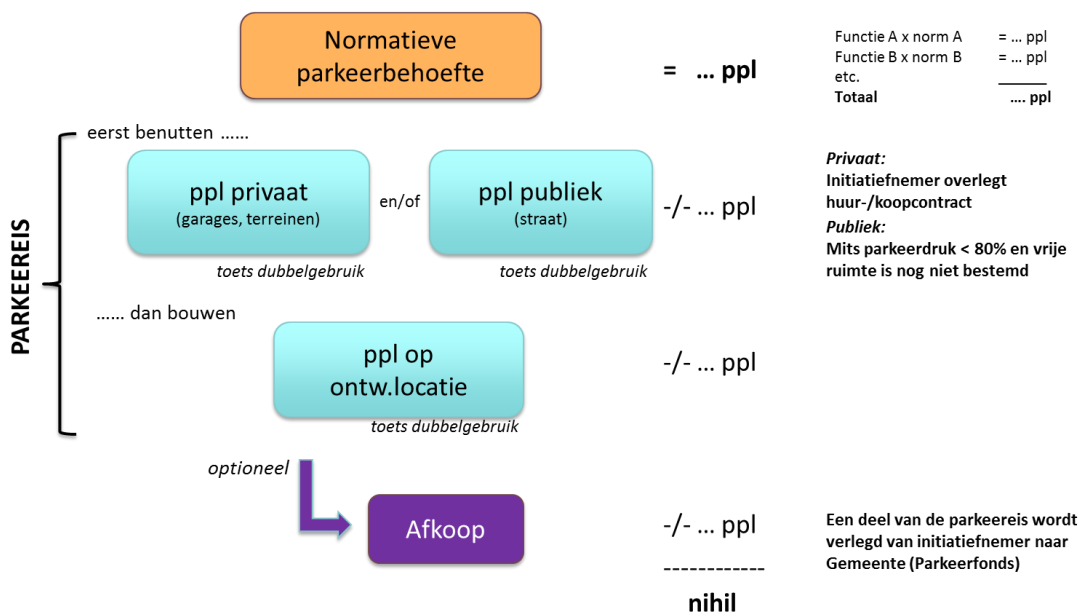 Normatieve
parkeerbehoefte
= ... ppl
Functie A x norm A = ... ppl
Functie B x norm B = ... ppl
etc.
Totaal .... ppl
PARKEEREIS
eerst benutten ......
ppl privaat
(garages, terreinen)
en/of
ppl publiek
(straat)
-/- ... ppl
toets dubbelgebruik
toets dubbelgebruik
Privaat:
Initiatiefnemer overlegt
huur-/koopcontract
Publiek:
Mits parkeerdruk < 80% en vrije
ruimte is nog niet bestemd
...... dan bouwen
ppl op
ontw.locatie
-/- ... ppl
toets dubbelgebruik
optioneel
Afkoop
-/- ... ppl
Een deel van de parkeereis wordt
verlegd van initiatiefnemer naar
Gemeente (Parkeerfonds)
------------
nihil